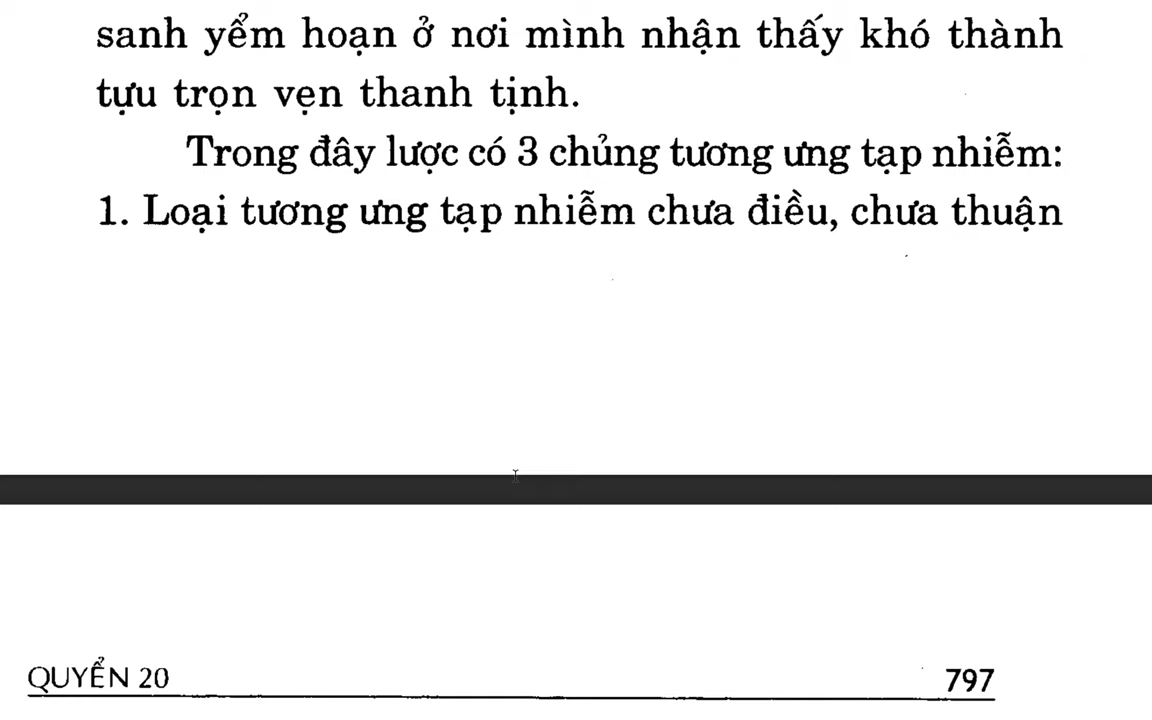 sanh yểm hoạn ở nơi mình nhận thấy khó thành
tựu trọn vẹn thanh tịnh.
Trong đây lược có 3 chủng tương ưng tạp nhiễm:
1. Loại tương ưng tạp nhiễm chưa điều, chưa thuận
QUYỂN 20
797